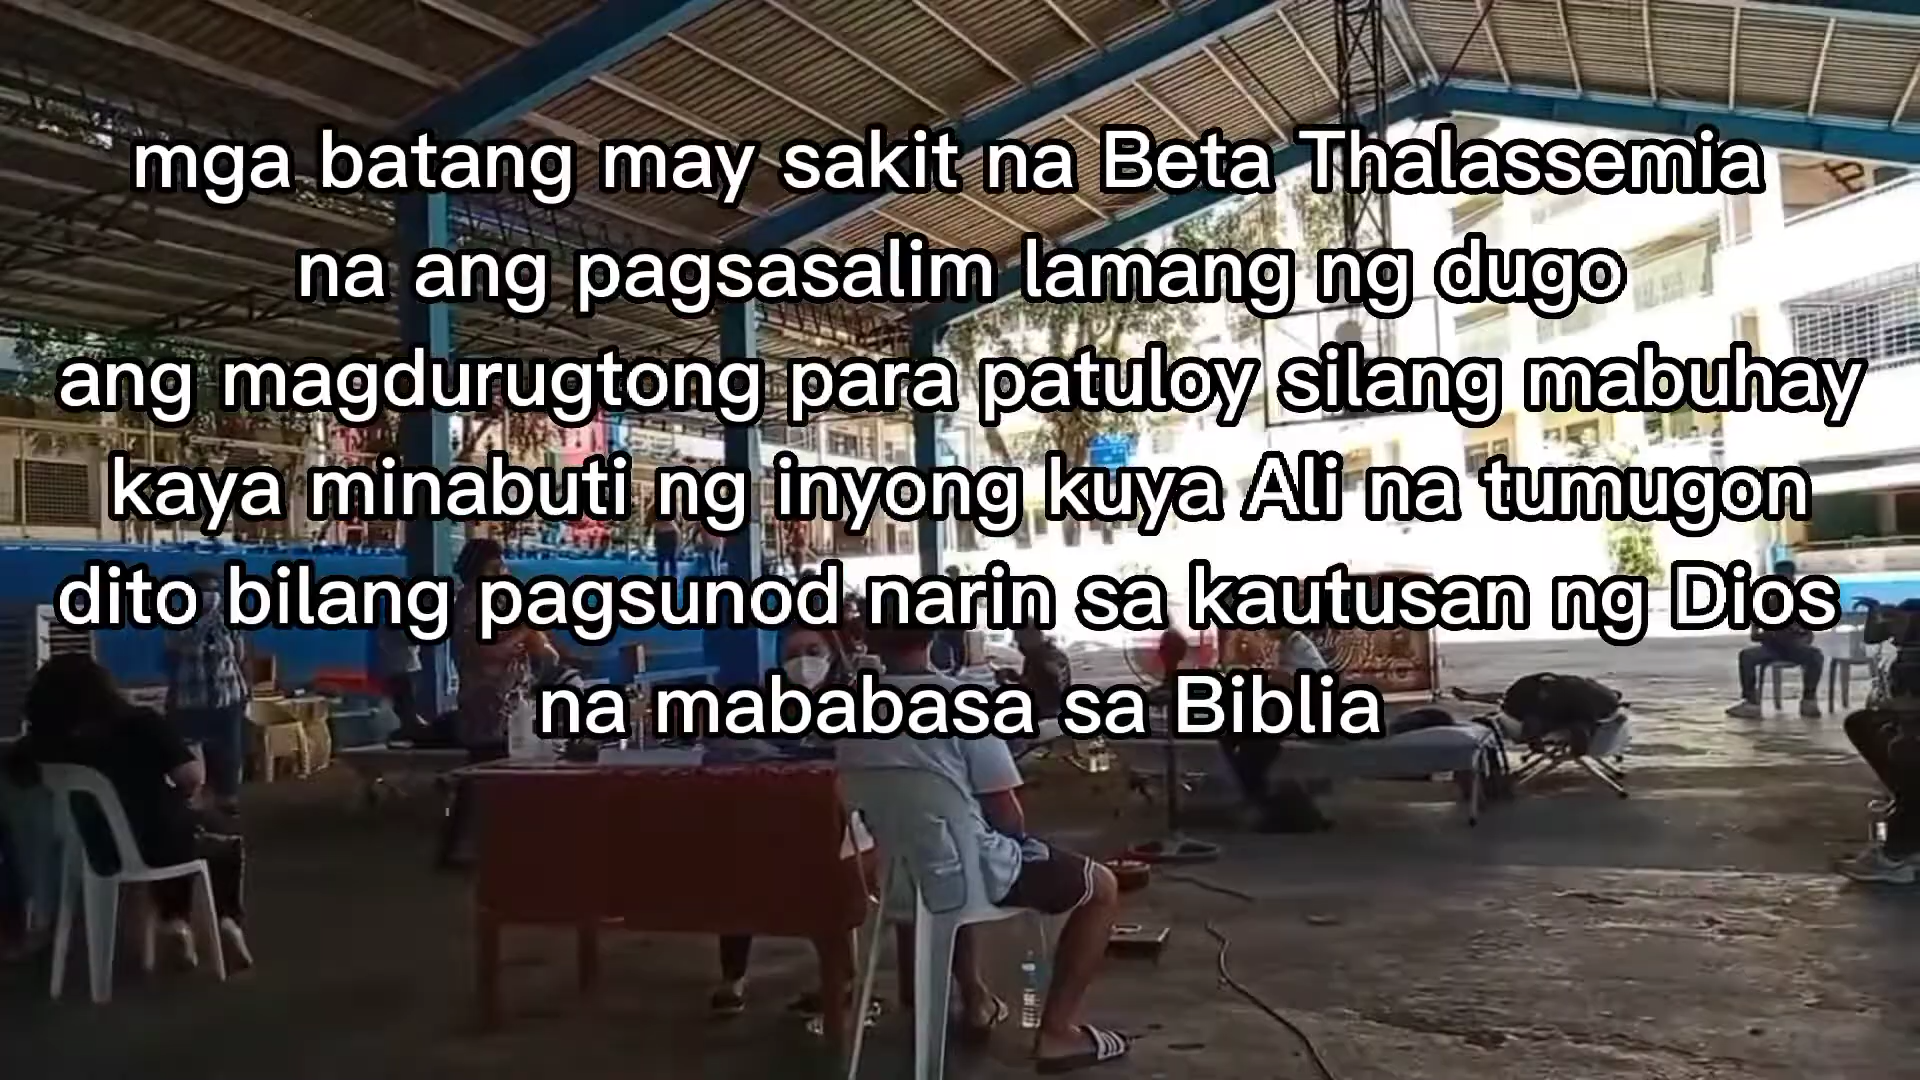 mga batang may sakit na Beta Thalassemia
na ang pagsasalim lamang ng dugo
ang magdurugtong para patuloy silang mabuhay
kaya minabuti ng inyong kuya Ali na tumugon
dito bilang pagsunod narin sa kautusan ng Dios
na mababasa sa Biblia